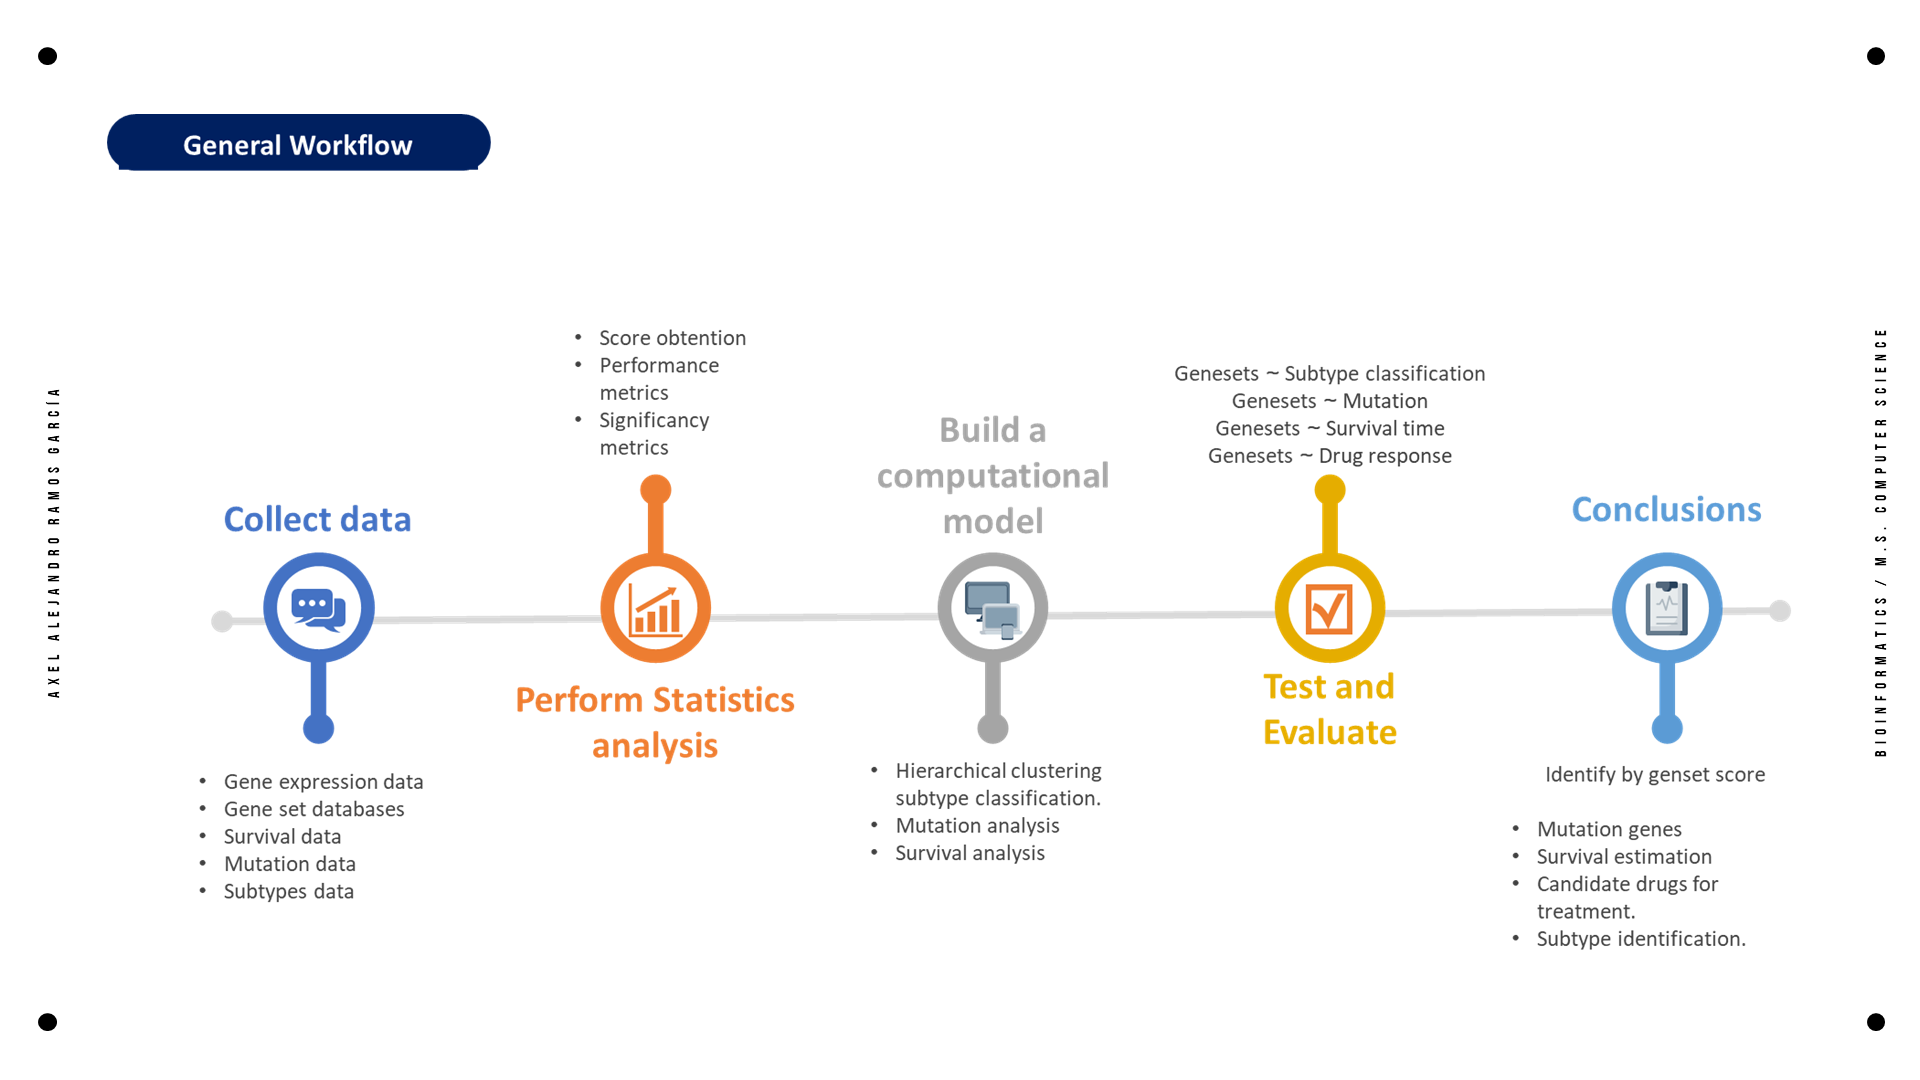 General Workflow
AXEL ALEJANDRO RAMOS GARCÍA
BIOINFORMATICS / M.S. COMPUTER SCIENCE
Collect data
• Gene expression data
• Gene set databases
• Survival data
• Mutation data
• Subtypes data
• Score obtention
• Performance
metrics
• Significancy
metrics
Perform Statistics
analysis
Build a
computational
model
• Hierarchical clustering
subtype classification.
• Mutation analysis
• Survival analysis
Genesets ~ Subtype classification
Genesets ~ Mutation
Genesets ~ Survival time
Genesets ~ Drug response
Test and
Evaluate
Conclusions
Identify by genset score
• Mutation genes
• Survival estimation
• Candidate drugs for
treatment.
• Subtype identification.